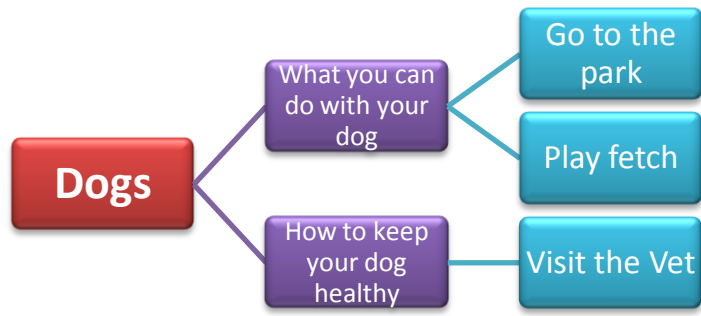 Dogs
What you can
do with your
dog
Go to the
park
Play fetch
How to keep
your dog
healthy
Visit the Vet